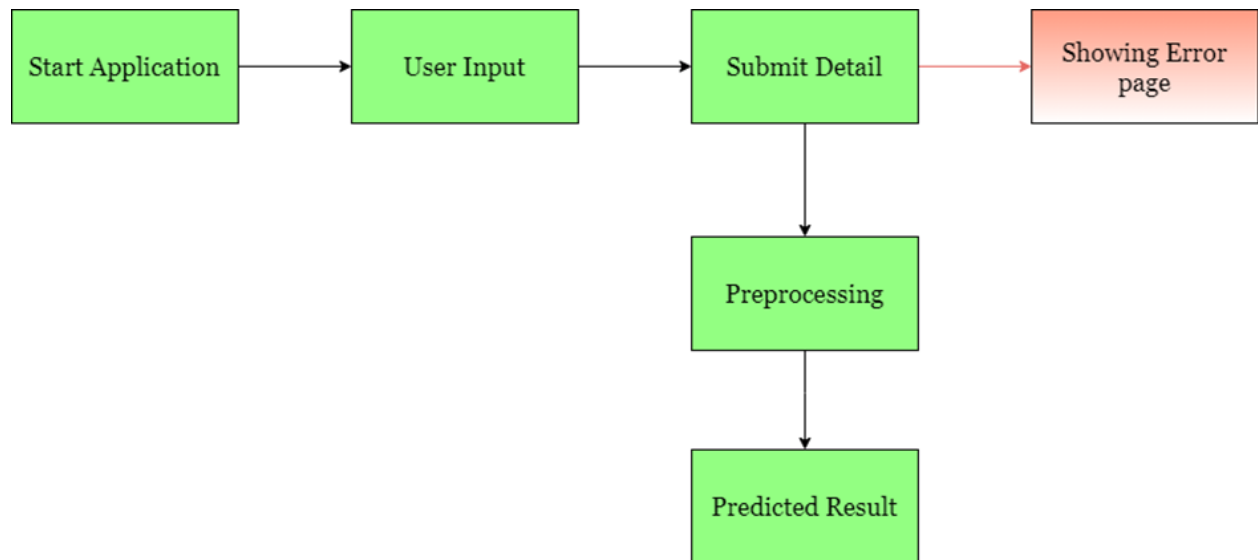 Start Application
User Input
Submit Detail
Showing Error
page
Preprocessing
Predicted Result